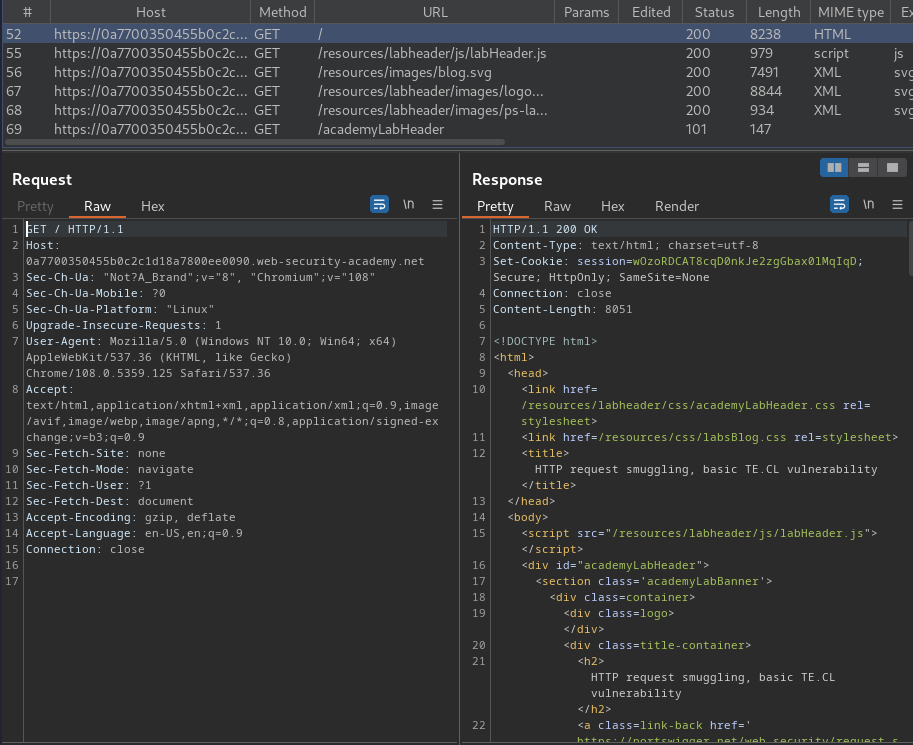 # Host Method URL Params Edited Status Length MIME type Ex
52 https://0a7700350455b0c2c... GET / 200 8238 HTML
55 https://0a7700350455b0c2c... GET /resources/labheader/js/labHeader.js 200 979 script js
56 https://0a7700350455b0c2c... GET /resources/images/blog.svg 200 7491 XML svg
67 https://0a7700350455b0c2c... GET /resources/labheader/images/logo... 200 8844 XML svg
68 https://0a7700350455b0c2c... GET /resources/labheader/images/ps-la... 200 934 XML svg
69 https://0a7700350455b0c2c... GET /academyLabHeader 101 147
Request
Pretty Raw Hex \n
1 GET / HTTP/1.1
2 Host:
0a7700350455b0c2c1d18a7800ee0090.web-security-academy.net
3 Sec-Ch-Ua: "Not?A_Brand";v="8", "Chromium";v="108"
4 Sec-Ch-Ua-Mobile: ?0
5 Sec-Ch-Ua-Platform: "Linux"
6 Upgrade-Insecure-Requests: 1
7 User-Agent: Mozilla/5.0 (Windows NT 10.0; Win64; x64)
AppleWebKit/537.36 (KHTML, like Gecko)
Chrome/108.0.5359.125 Safari/537.36
8 Accept:
text/html,application/xhtml+xml,application/xml;q=0.9,image
/avif,image/webp,image/apng,*/*;q=0.8,application/signed-ex
change;v=b3;q=0.9
9 Sec-Fetch-Site: none
10 Sec-Fetch-Mode: navigate
11 Sec-Fetch-User: ?1
12 Sec-Fetch-Dest: document
13 Accept-Encoding: gzip, deflate
14 Accept-Language: en-US,en;q=0.9
15 Connection: close
16
17
Response
Pretty Raw Hex Render \n
1 HTTP/1.1 200 OK
2 Content-Type: text/html; charset=utf-8
3 Set-Cookie: session=wOzoRDCAT8cqD0nkJe2zgGbax0lMqIqD;
Secure; HttpOnly; SameSite=None
4 Connection: close
5 Content-Length: 8051
6
7 <!DOCTYPE html>
8 <html>
9 <head>
10 <link href=
/resources/labheader/css/academyLabHeader.css rel=
stylesheet>
11 <link href=/resources/css/labsBlog.css rel=stylesheet>
12 <title>
HTTP request smuggling, basic TE.CL vulnerability
</title>
13 </head>
14 <body>
15 <script src="/resources/labheader/js/labHeader.js">
</script>
16 <div id="academyLabHeader">
17 <section class='academyLabBanner'>
18 <div class=container>
19 <div class=logo>
</div>
20 <div class=title-container>
21 <h2>
HTTP request smuggling, basic TE.CL
vulnerability
</h2>
22 <a class=link-back href='
https://portswigger.net/web-security/request-s